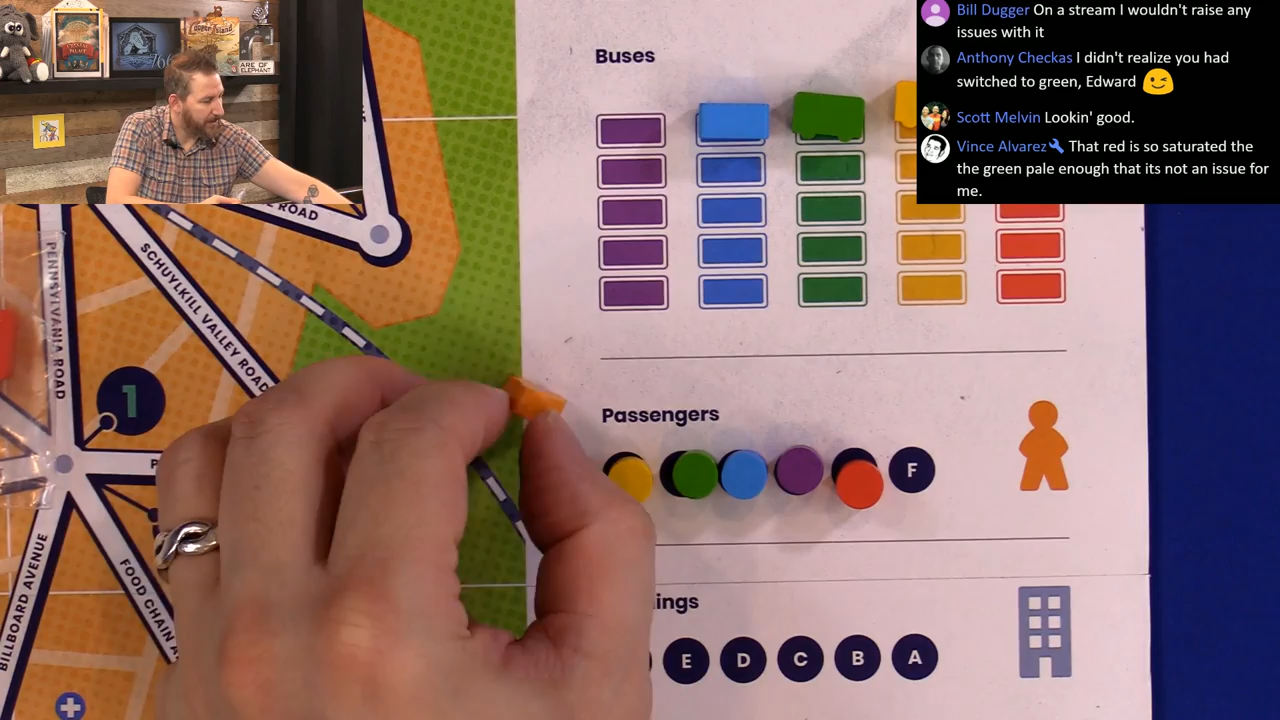 Bill Dugger On a stream I wouldn't raise any
issues with it
Anthony Checkas I didn't realize you had
switched to green, Edward
Scott Melvin Lookin' good.
Vince Alvarez That red is so saturated the
the green pale enough that its not an issue for
me.
Buses
Passengers
F
ings
E D C B A
E ROAD
SCHUYLKILL VALLEY ROAD
PENNSYLVANIA ROAD
1
P
BILLBOARD AVENUE
FOOD CHAIN A
ARE OF
ELEPHANT